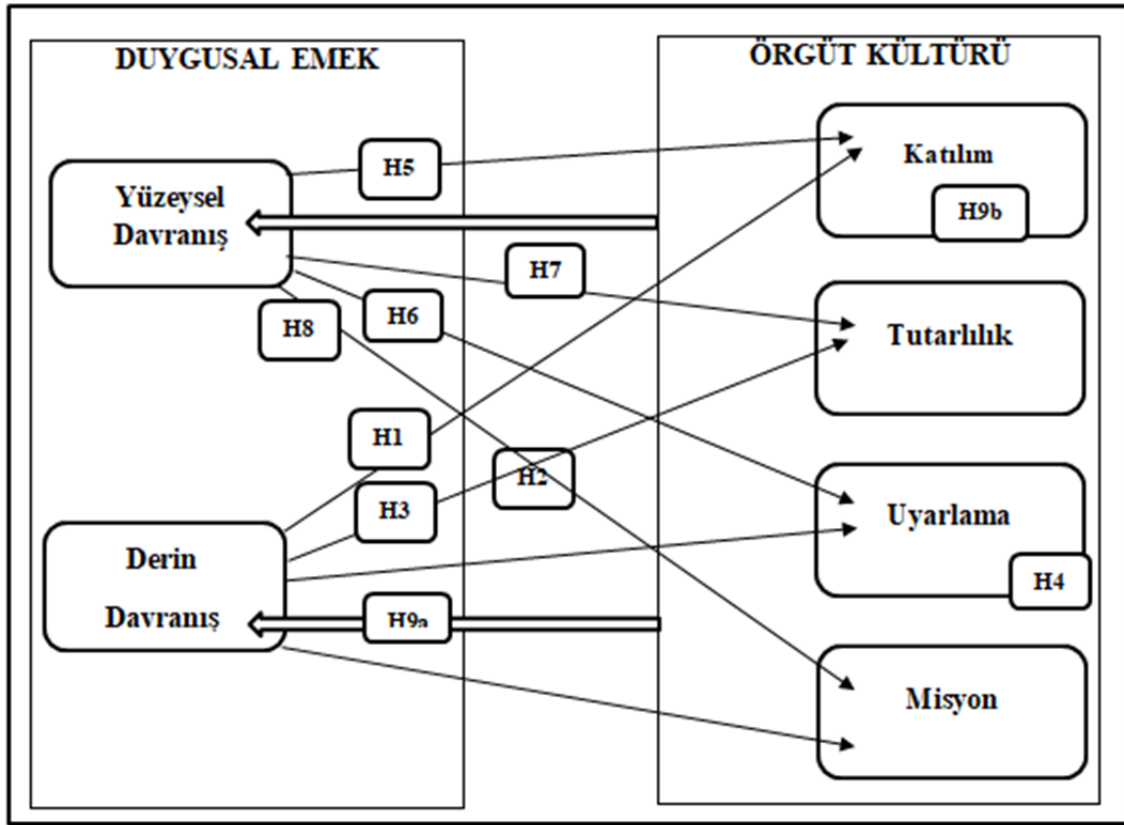 DUYGUSAL EMEK
ÖRGÜT KÜLTÜRÜ
Yüzeysel
Davranış
H5
Katılım
H9b
H7
H6
H8
Tutarlılık
H1
H2
H3
Uyarlama
H4
Derin
Davranış
H9a
Misyon